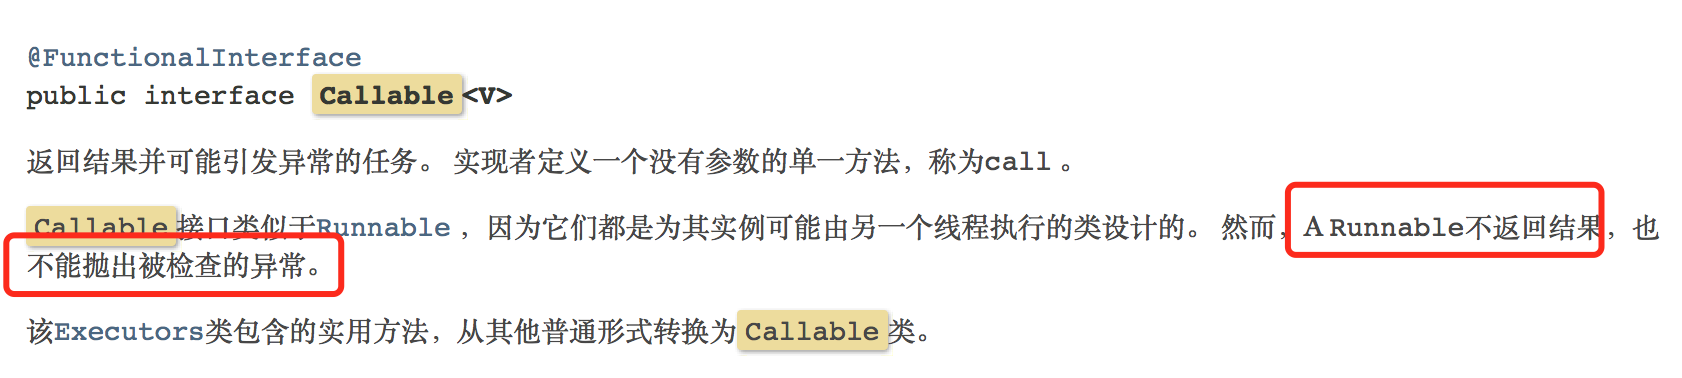 @FunctionalInterface
public interface Callable<V>
返回结果并可能引发异常的任务。 实现者定义一个没有参数的单一方法，称为call 。
Callable接口类似于Runnable ，因为它们都是为其实例可能由另一个线程执行的类设计的。 然而，A Runnable不返回结果，也
不能抛出被检查的异常。
该Executors类包含的实用方法，从其他普通形式转换为Callable类。